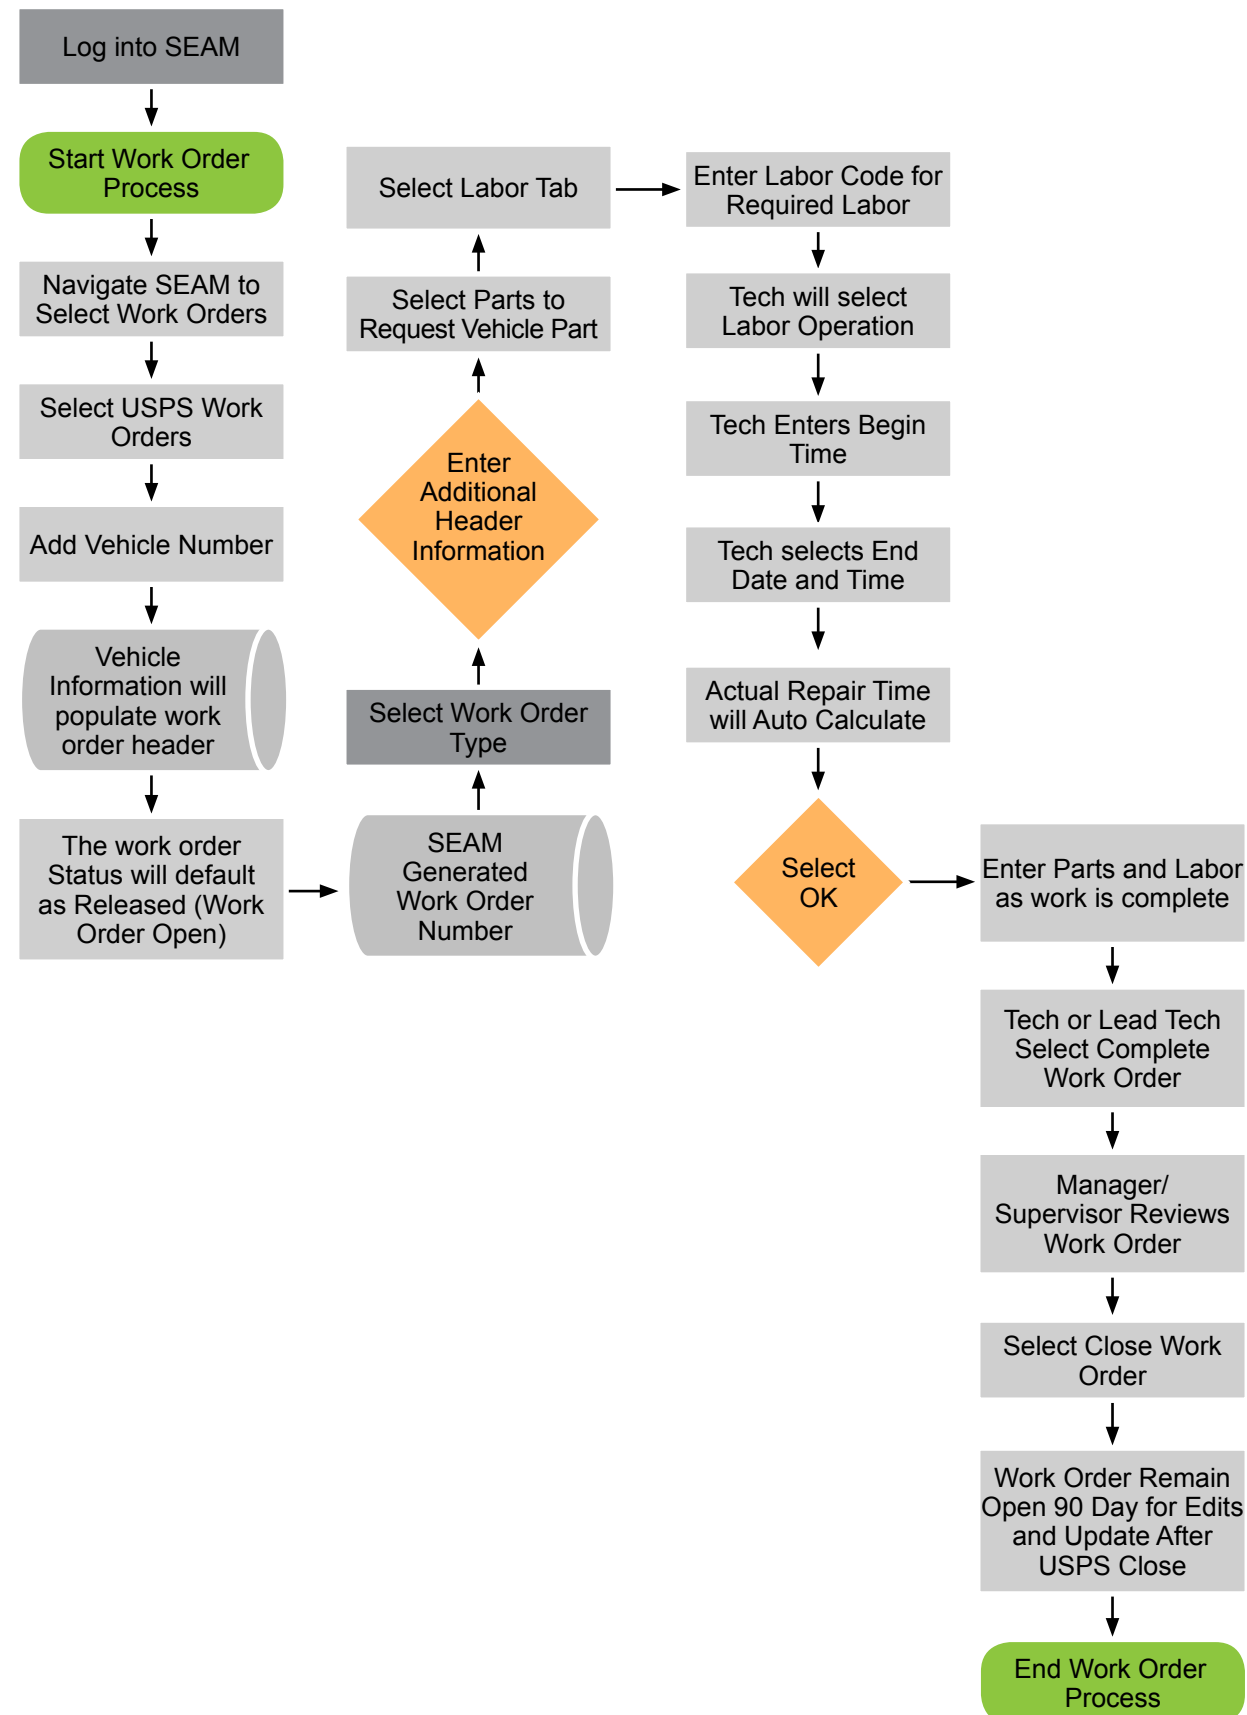 Log into SEAM
Start Work Order
Process
Navigate SEAM to
Select Work Orders
Select USPS Work
Orders
Add Vehicle Number
Vehicle
Information will
populate work
order header
The work order
Status will default
as Released (Work
Order Open)
SEAM
Generated
Work Order
Number
Select Work Order
Type
Enter
Additional
Header
Information
Select Parts to
Request Vehicle Part
Select Labor Tab
Enter Labor Code for
Required Labor
Tech will select
Labor Operation
Tech Enters Begin
Time
Tech selects End
Date and Time
Actual Repair Time
will Auto Calculate
Select
OK
Enter Parts and Labor
as work is complete
Tech or Lead Tech
Select Complete
Work Order
Manager/
Supervisor Reviews
Work Order
Select Close Work
Order
Work Order Remain
Open 90 Day for Edits
and Update After
USPS Close
End Work Order
Process